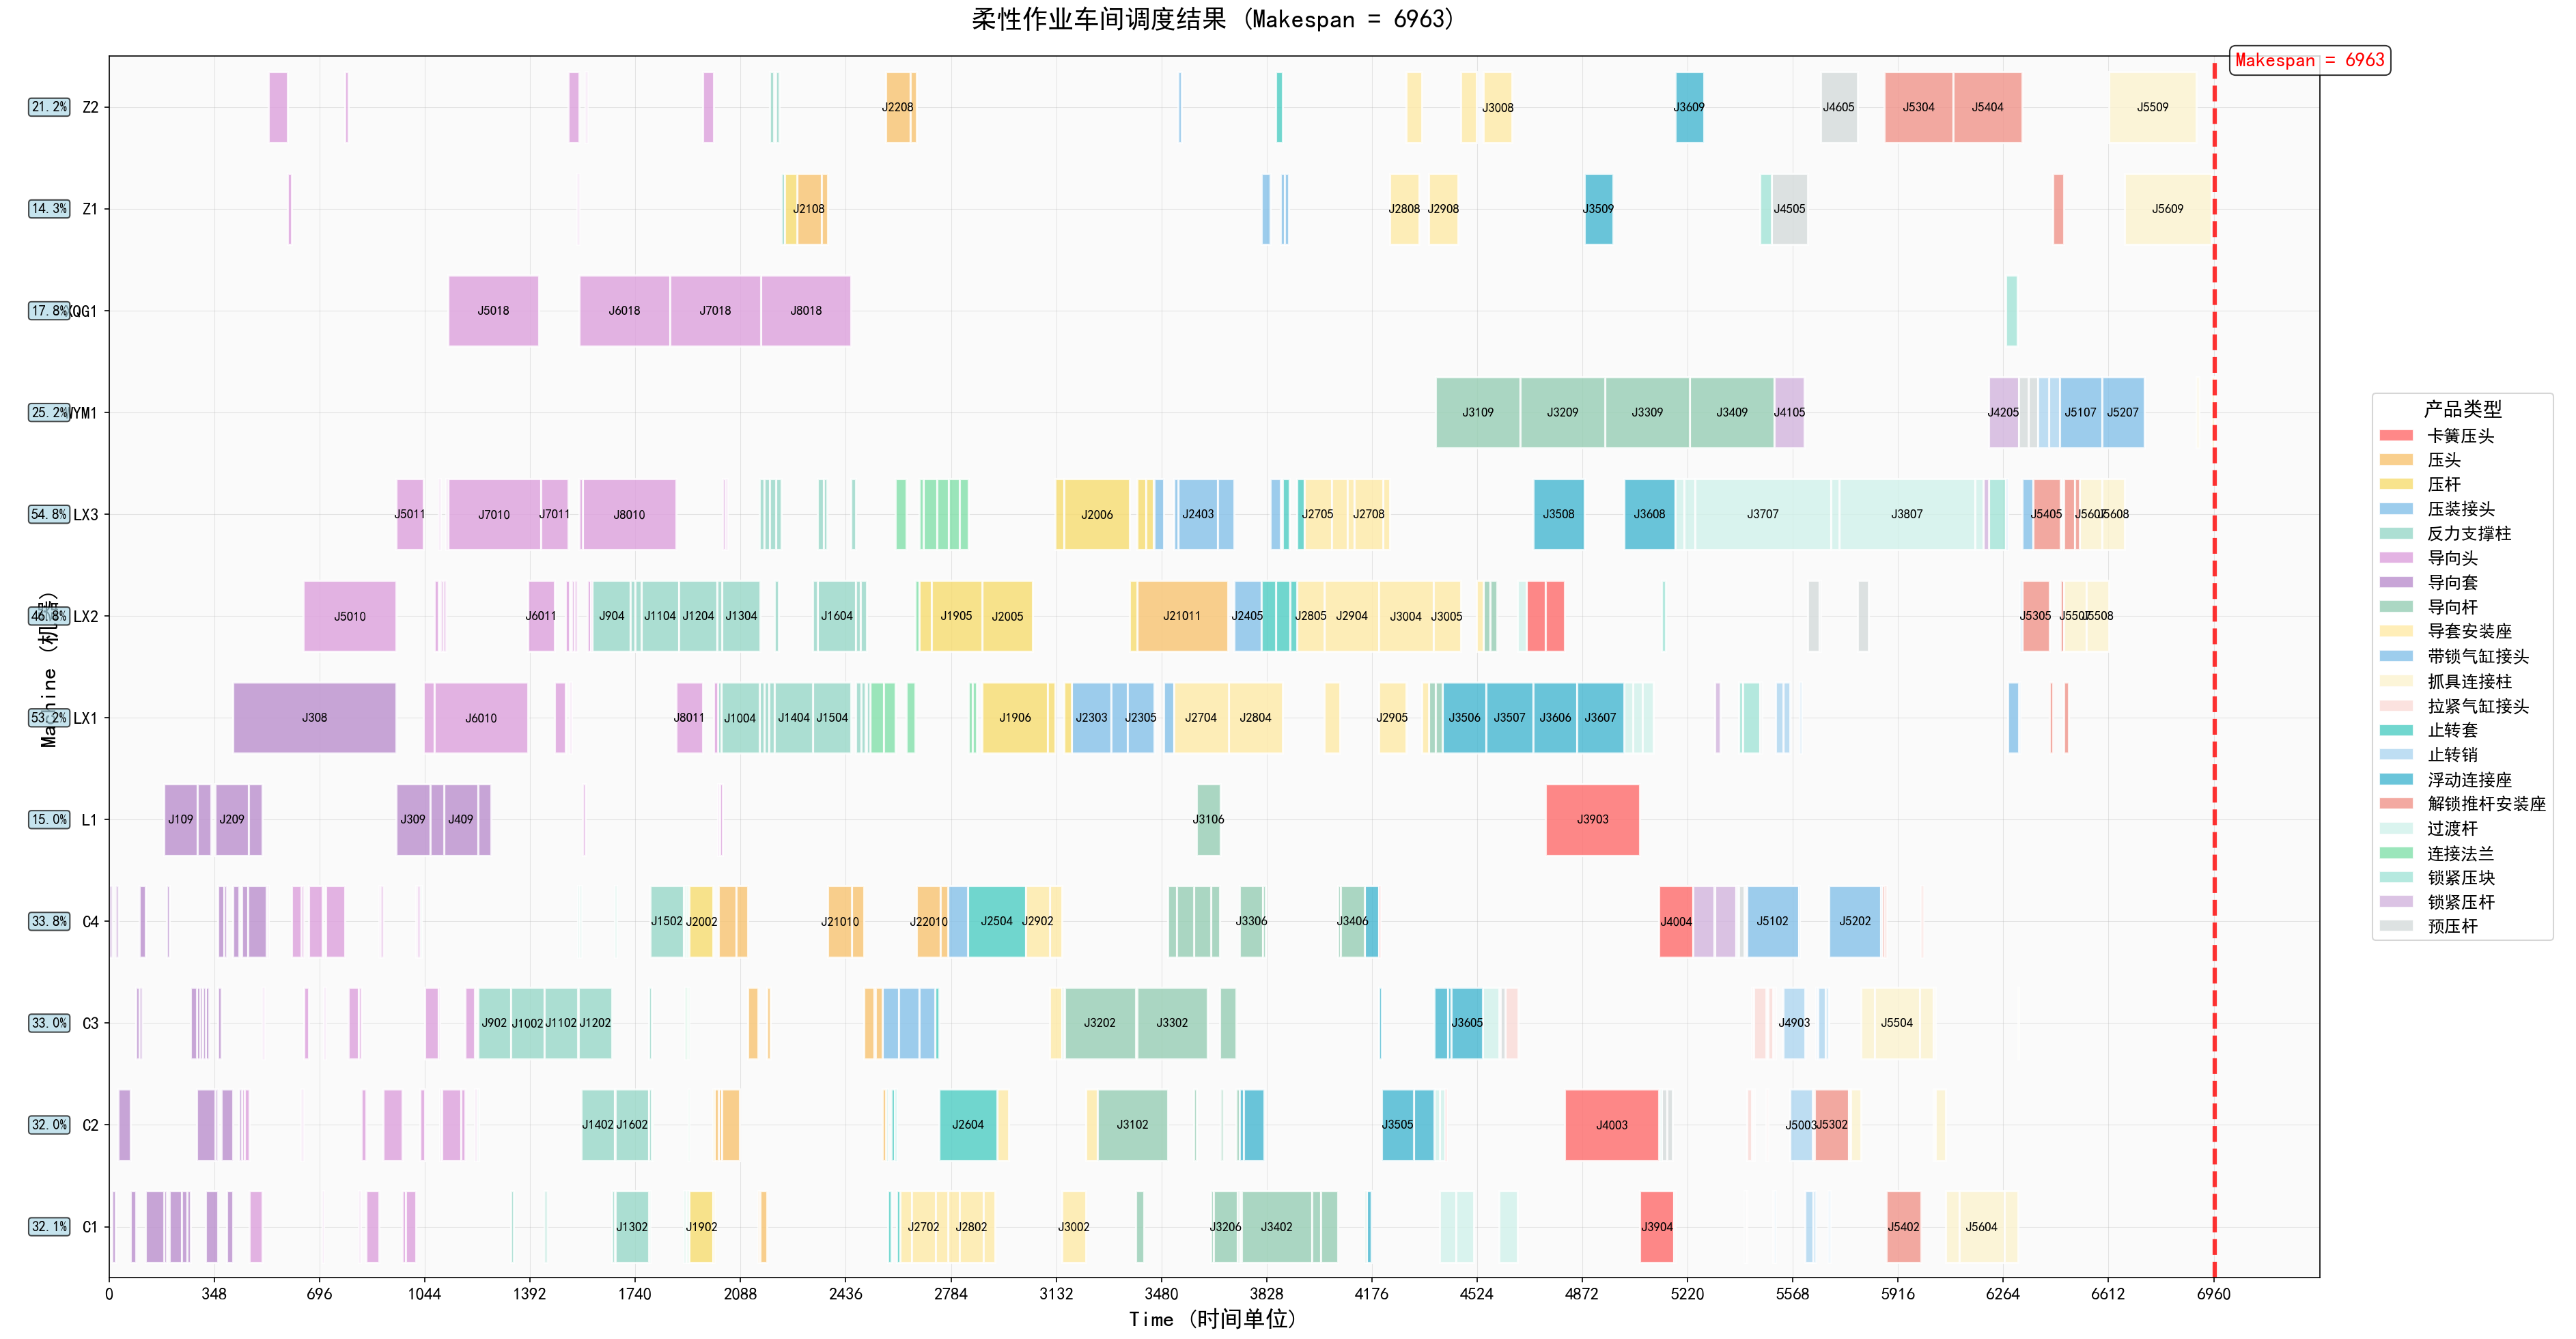 柔性作业车间调度结果 (Makespan = 6963)
Makespan = 6963
21.2% Z2 J2208 J3008 J3609 J4605 J5304 J5404 J5509
14.3% Z1 J2108 J2808 J2908 J3509 J4505 J5609
17.8% QG1 J5018 J6018 J7018 J8018
25.2% YM1 J3109 J3209 J3309 J3409 J4105 J4205 J5107 J5207
54.8% LX3 J5011 J7010 J7011 J8010 J2006 J2403 J2705 J2708 J3508 J3608 J3707 J3807 J5405 J5607 J5608
46.8% LX2 J5010 J6011 J904 J1104 J1204 J1304 J1604 J1905 J2005 J21011 J2405 J2805 J2904 J3004 J3005 J5305 J5507 J5508
53.2% LX1 J308 J6010 J8011 J1004 J1404 J1504 J1906 J2303 J2305 J2704 J2804 J2905 J3506 J3507 J3606 J3607
15.0% L1 J109 J209 J309 J409 J3106 J3903
33.8% C4 J1502 J2002 J21010 J22010 J2504 J2902 J3306 J3406 J4004 J5102 J5202
33.0% C3 J902 J1002 J1102 J1202 J3202 J3302 J3605 J4903 J5504
32.0% C2 J1402 J1602 J2604 J3102 J3505 J4003 J5003 J5302
32.1% C1 J1302 J1902 J2702 J2802 J3002 J3206 J3402 J3904 J5402 J5604
Machine (机器)
0 348 696 1044 1392 1740 2088 2436 2784 3132 3480 3828 4176 4524 4872 5220 5568 5916 6264 6612 6960
Time (时间单位)
产品类型
卡簧压头
压头
压杆
压装接头
反力支撑柱
导向头
导向套
导向杆
导套安装座
带锁气缸接头
抓具连接柱
拉紧气缸接头
止转套
止转销
浮动连接座
解锁推杆安装座
过渡杆
连接法兰
锁紧压块
锁紧压杆
预压杆